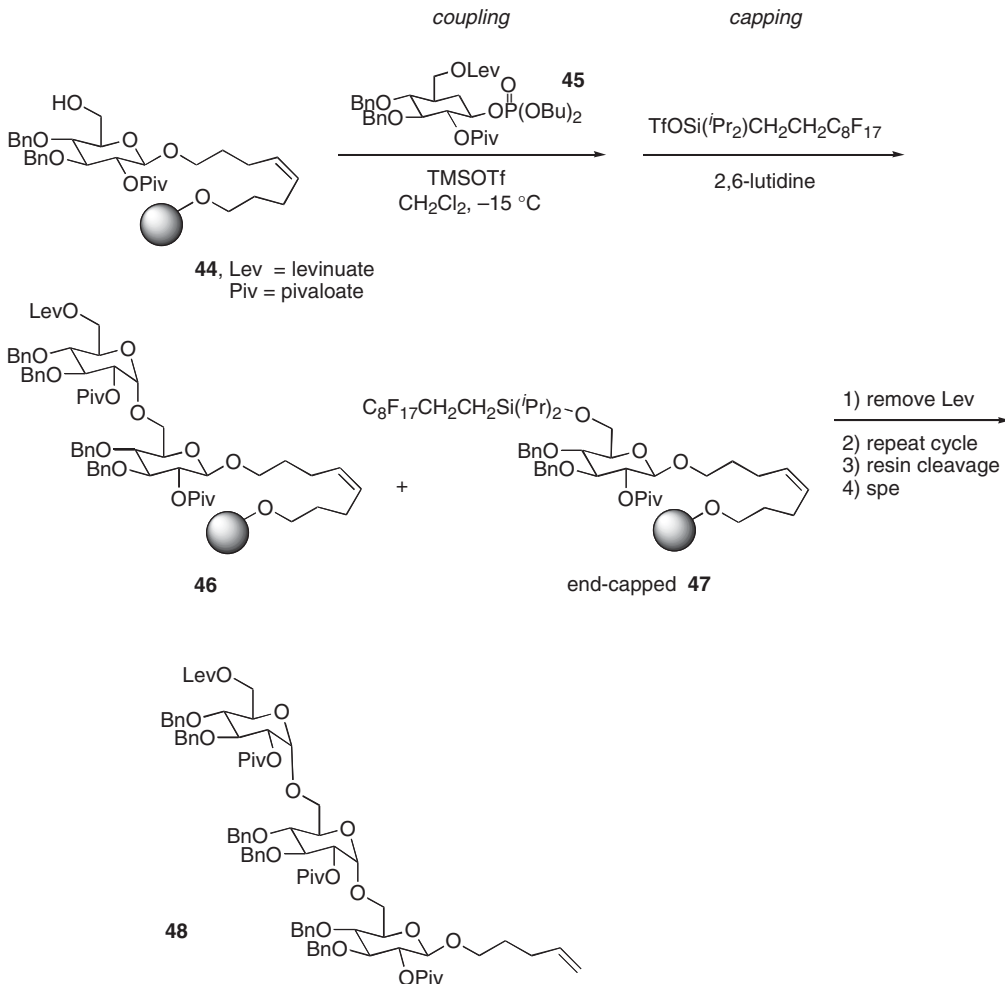 coupling
capping
OLev
O
45
HO
BnO
BnO
OP(OBu)2
OPiv
BnO
BnO
O
O
OPiv
O
TMSOTf
CH2Cl2, –15 °C
TfOSi(iPr2)CH2CH2C8F17
2,6-lutidine
44, Lev = levinuate
Piv = pivaloate
LevO
BnO
BnO
O
PivO
O
BnO
BnO
O
O
OPiv
O
46
+
C8F17CH2CH2Si(iPr)2
O
BnO
BnO
O
O
OPiv
O
end-capped 47
1) remove Lev
2) repeat cycle
3) resin cleavage
4) spe
LevO
BnO
BnO
O
PivO
O
BnO
BnO
O
PivO
O
48
BnO
BnO
O
O
OPiv